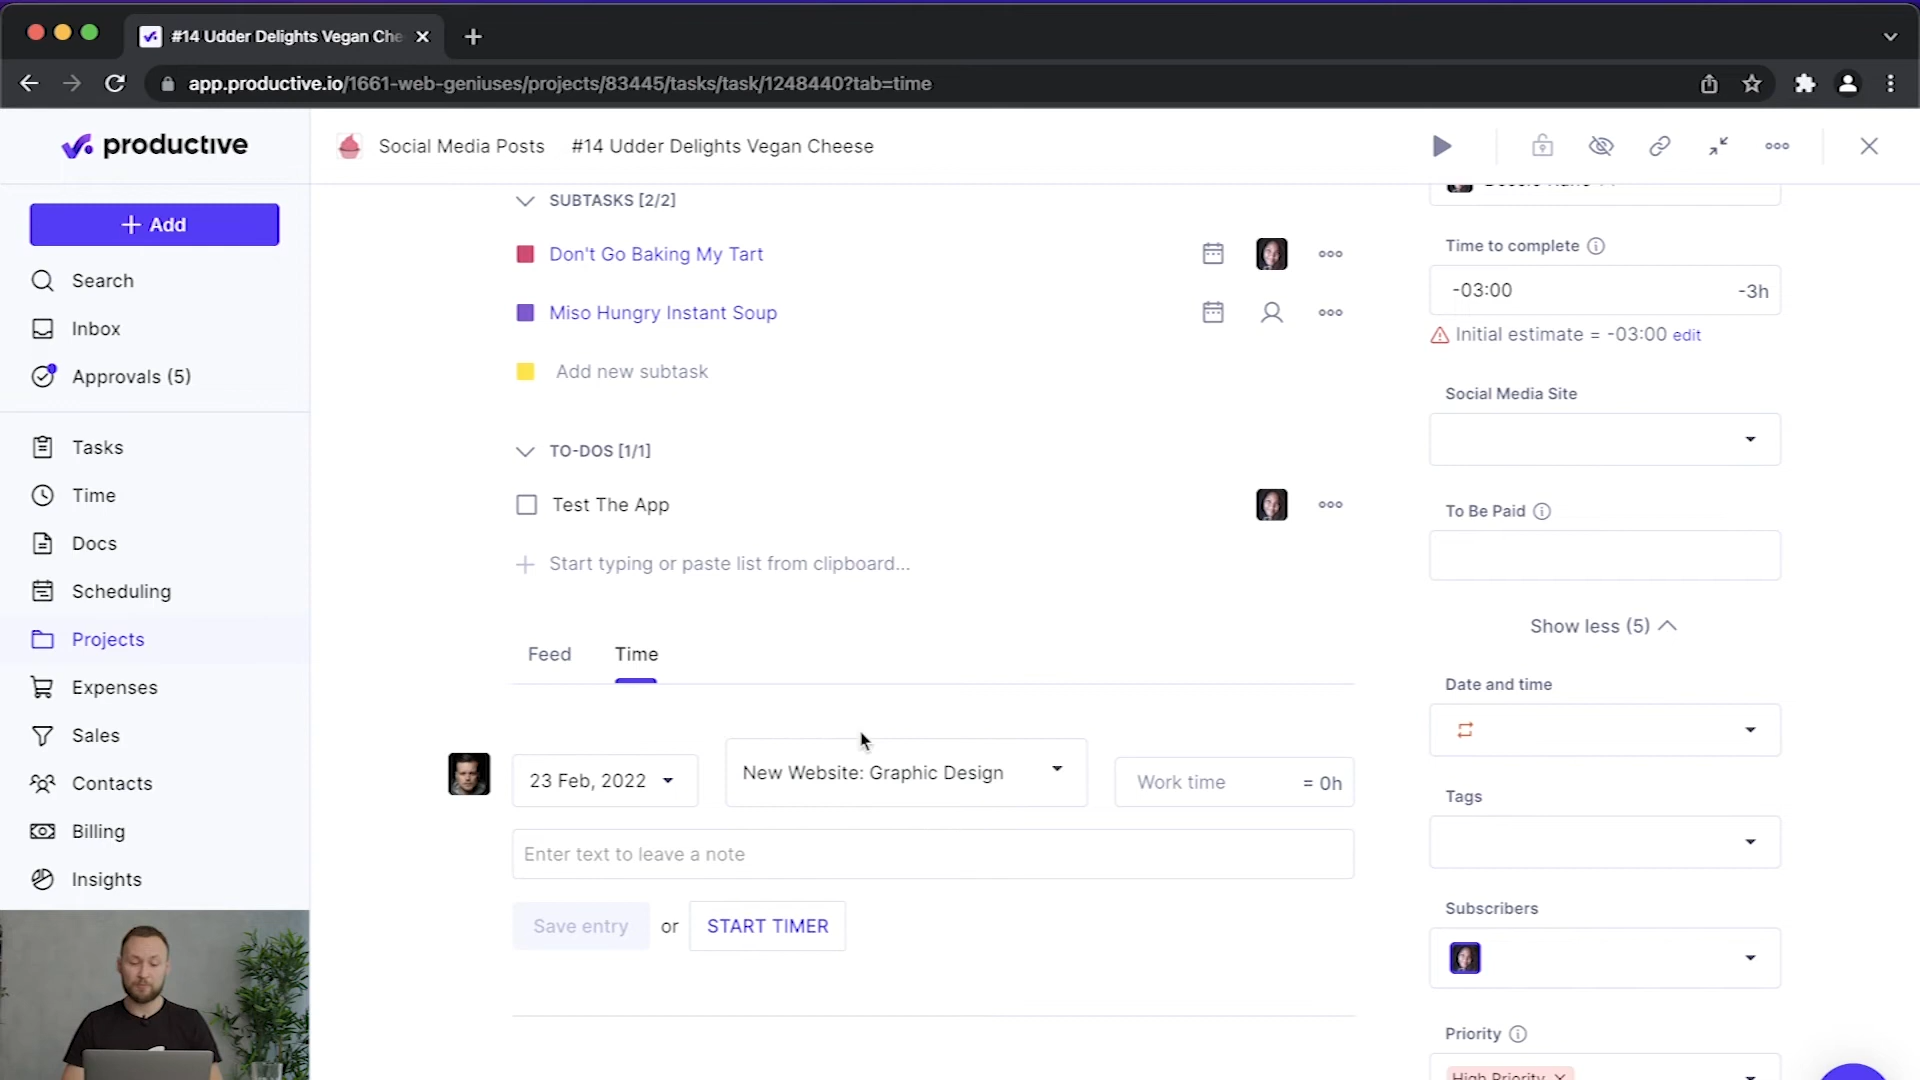 #14 Udder Delights Vegan Che
app.productive.io/1661-web-geniuses/projects/83445/tasks/task/1248440?tab=time
productive
Social Media Posts
#14 Udder Delights Vegan Cheese
Add
Search
Inbox
Approvals (5)
Tasks
Time
Docs
Scheduling
Projects
Expenses
Sales
Contacts
Billing
Insights
SUBTASKS [2/2]
Don't Go Baking My Tart
Miso Hungry Instant Soup
Add new subtask
TO-DOS [1/1]
Test The App
Start typing or paste list from clipboard...
Feed
Time
23 Feb, 2022
New Website: Graphic Design
Work time
= 0h
Enter text to leave a note
Save entry
or
START TIMER
Time to complete
-03:00
-3h
Initial estimate = -03:00 edit
Social Media Site
To Be Paid
Show less (5)
Date and time
Tags
Subscribers
Priority
High Priority